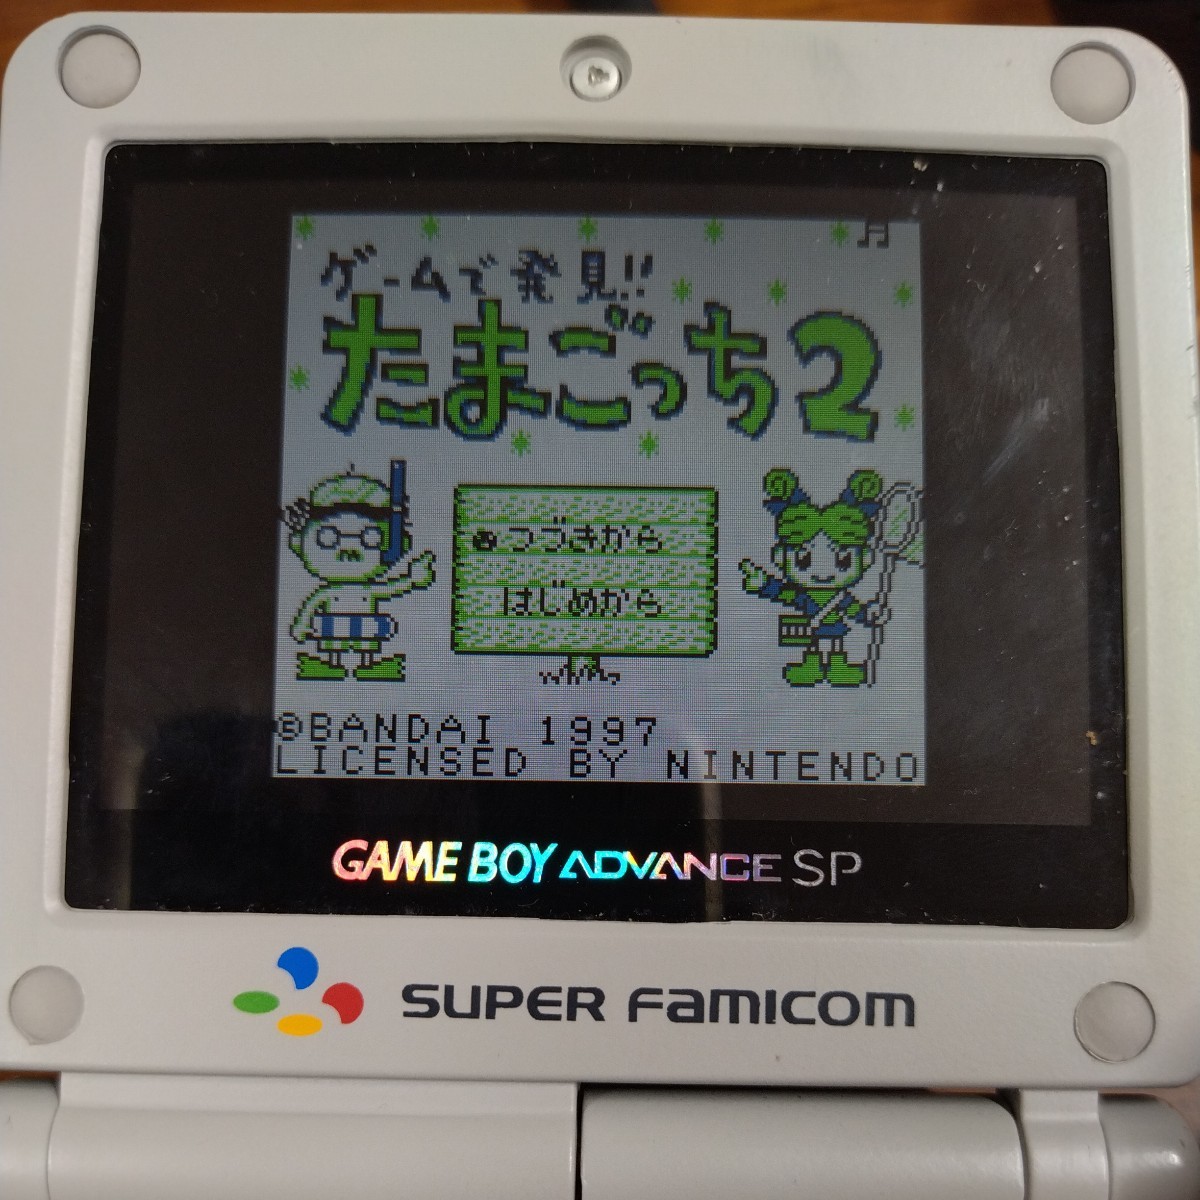 ゲームで発見!!
たまごっち2
つづきから
はじめから
©BANDAI 1997
LICENSED BY NINTENDO
GAME BOY ADVANCE SP
SUPER FAMICOM